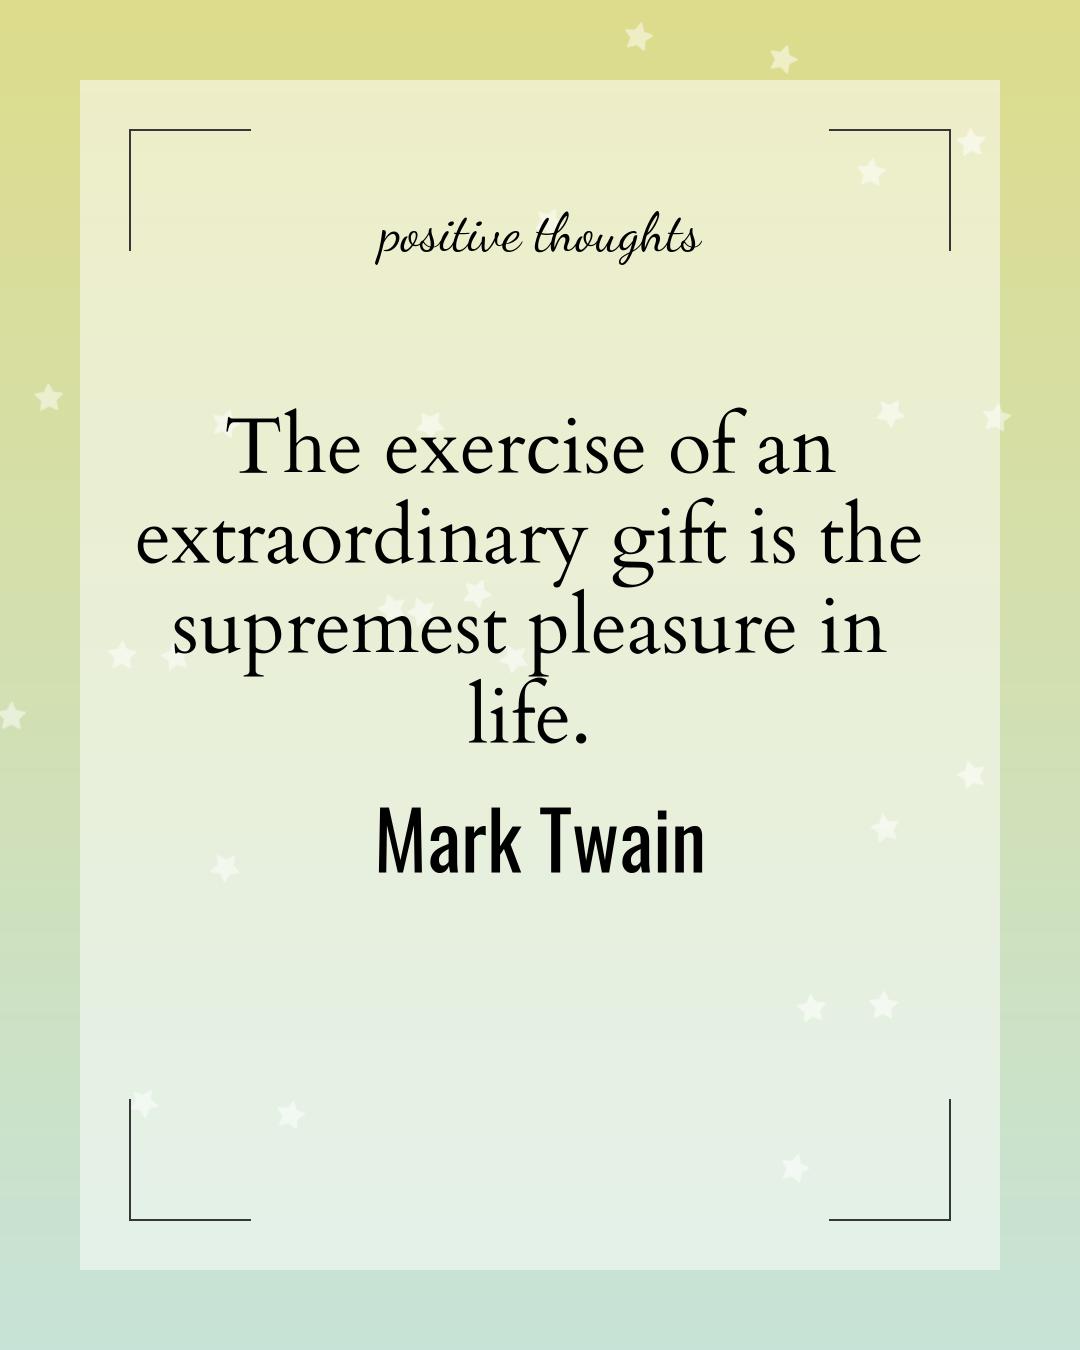 positive thoughts
The exercise of an
extraordinary gift is the
supremest pleasure in
life.
Mark Twain